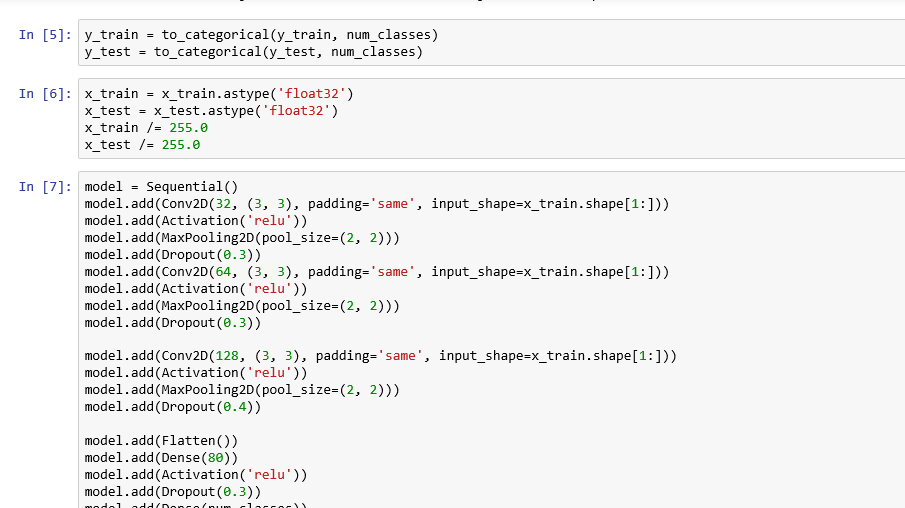 In [5]: y_train = to_categorical(y_train, num_classes)
y_test = to_categorical(y_test, num_classes)
In [6]: x_train = x_train.astype('float32')
x_test = x_test.astype('float32')
x_train /= 255.0
x_test /= 255.0
In [7]: model = Sequential()
model.add(Conv2D(32, (3, 3), padding='same', input_shape=x_train.shape[1:]))
model.add(Activation('relu'))
model.add(MaxPooling2D(pool_size=(2, 2)))
model.add(Dropout(0.3))
model.add(Conv2D(64, (3, 3), padding='same', input_shape=x_train.shape[1:]))
model.add(Activation('relu'))
model.add(MaxPooling2D(pool_size=(2, 2)))
model.add(Dropout(0.3))
model.add(Conv2D(128, (3, 3), padding='same', input_shape=x_train.shape[1:]))
model.add(Activation('relu'))
model.add(MaxPooling2D(pool_size=(2, 2)))
model.add(Dropout(0.4))
model.add(Flatten())
model.add(Dense(80))
model.add(Activation('relu'))
model.add(Dropout(0.3))
model.add(Dense(num_classes))